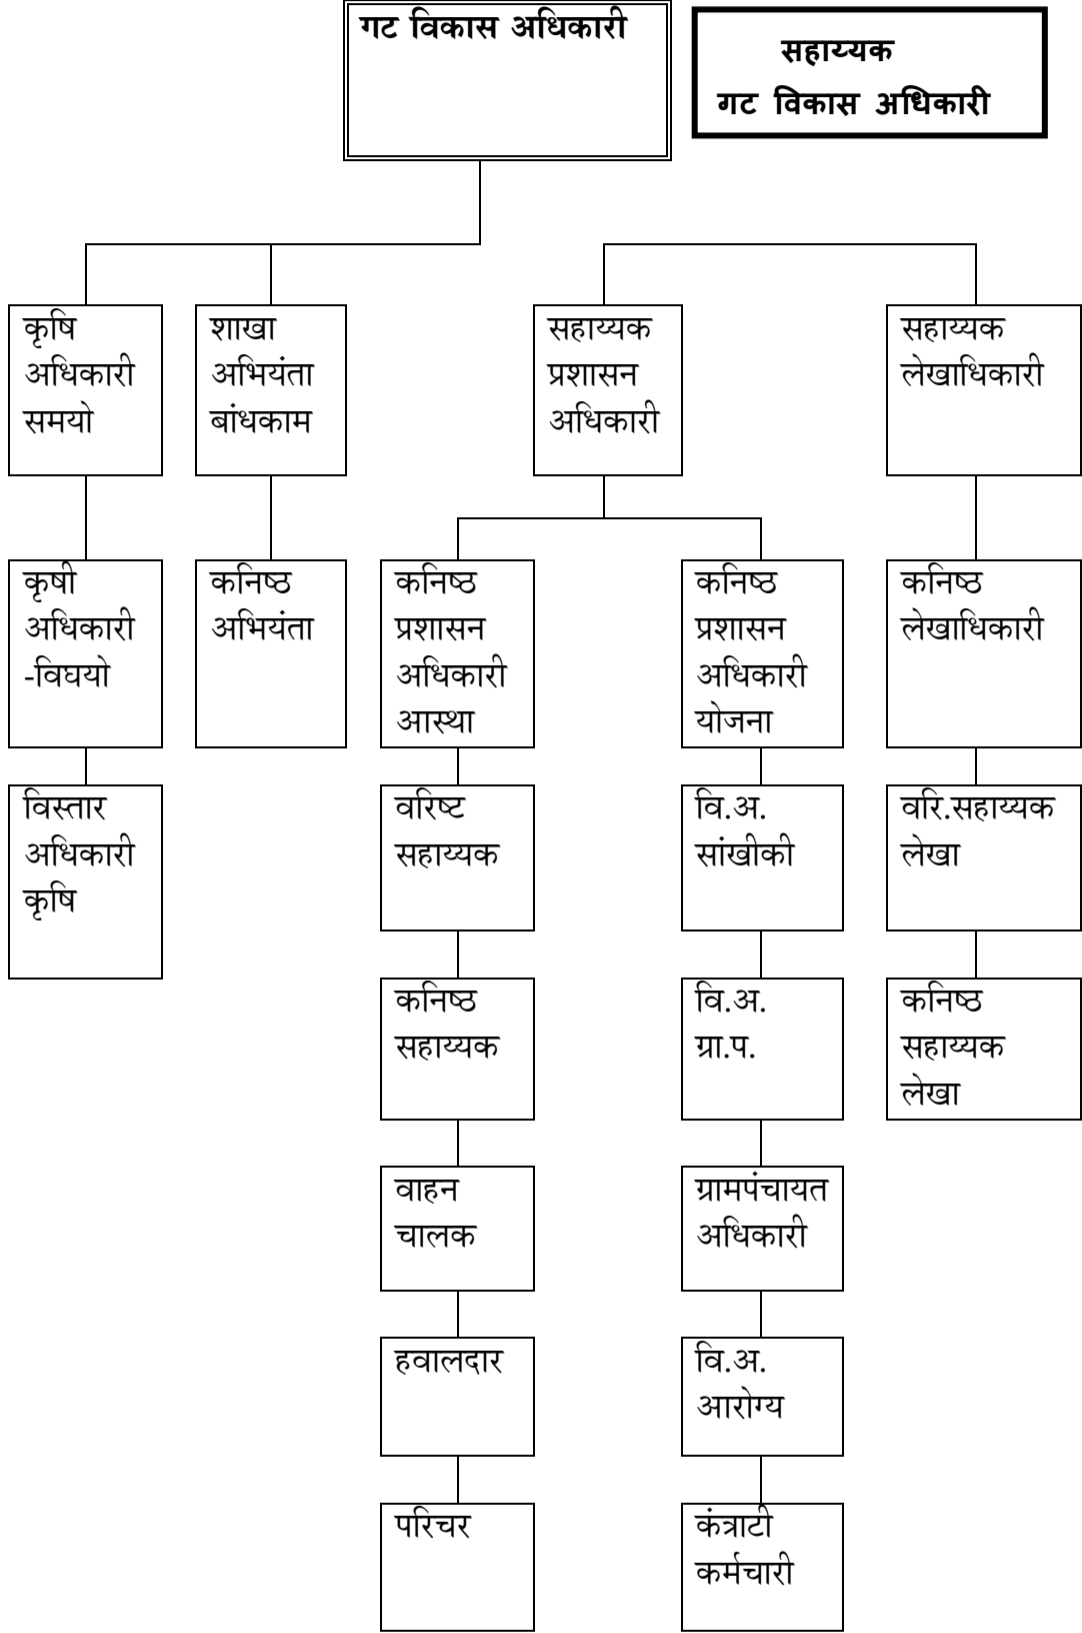 गट विकास अधिकारी
सहाय्यक
गट विकास अधिकारी
कृषि
अधिकारी
समयो
शाखा
अभियंता
बांधकाम
सहाय्यक
प्रशासन
अधिकारी
सहाय्यक
लेखाधिकारी
कृषी
अधिकारी
-विघयो
कनिष्ठ
अभियंता
कनिष्ठ
प्रशासन
अधिकारी
आस्था
कनिष्ठ
प्रशासन
अधिकारी
योजना
कनिष्ठ
लेखाधिकारी
विस्तार
अधिकारी
कृषि
वरिष्ट
सहाय्यक
वि.अ.
सांखीकी
वरि.सहाय्यक
लेखा
कनिष्ठ
सहाय्यक
वि.अ.
ग्रा.प.
कनिष्ठ
सहाय्यक
लेखा
वाहन
चालक
ग्रामपंचायत
अधिकारी
हवालदार
वि.अ.
आरोग्य
परिचर
कंत्राटी
कर्मचारी